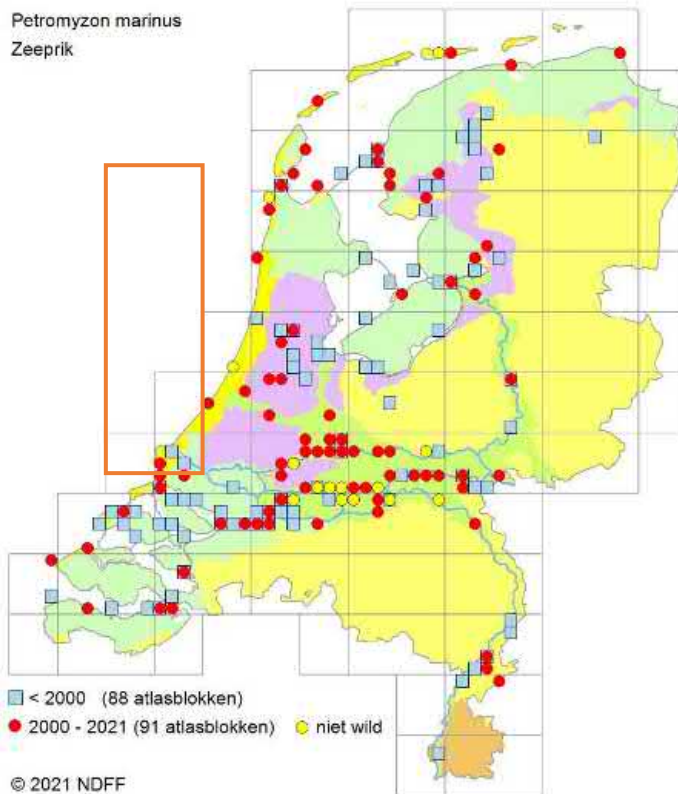 Petromyzon marinus
Zeeprik
< 2000 (88 atlasblokken)
2000 - 2021 (91 atlasblokken) niet wild
© 2021 NDFF